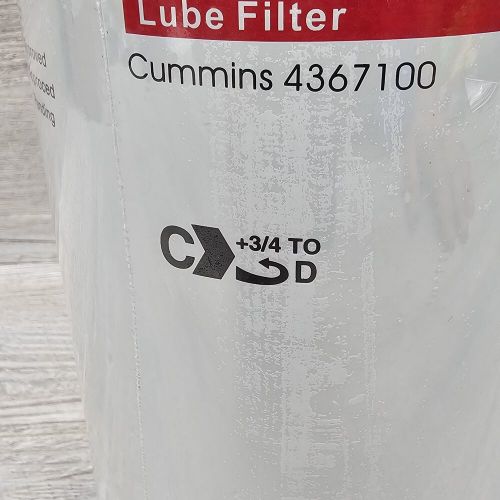 Lube Filter
Cummins 4367100
C +3/4 TO
D